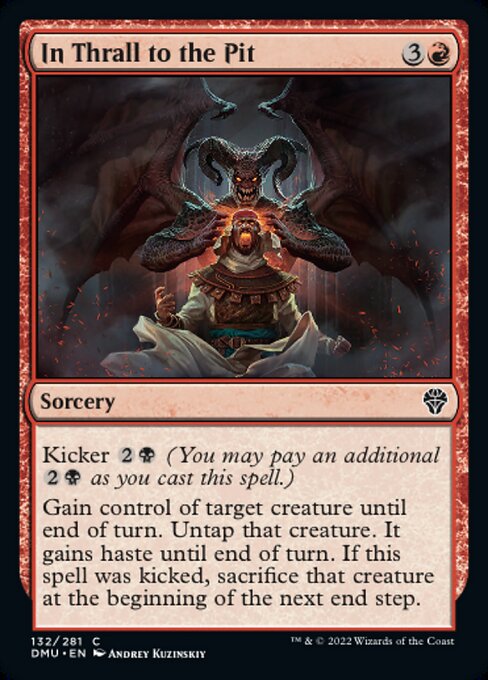 In Thrall to the Pit 3
Sorcery
Kicker 2 (You may pay an additional
2 as you cast this spell.)
Gain control of target creature until
end of turn. Untap that creature. It
gains haste until end of turn. If this
spell was kicked, sacrifice that creature
at the beginning of the next end step.
132/281 C
DMU • EN Andrey Kuzinskiy
™ & © 2022 Wizards of the Coast